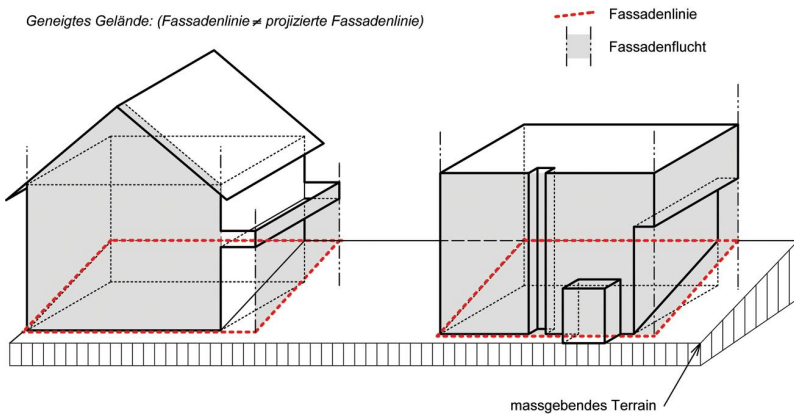 Geneigtes Gelände: (Fassadenlinie ≠ projizierte Fassadenlinie)
Fassadenlinie
Fassadenflucht
massgebendes Terrain